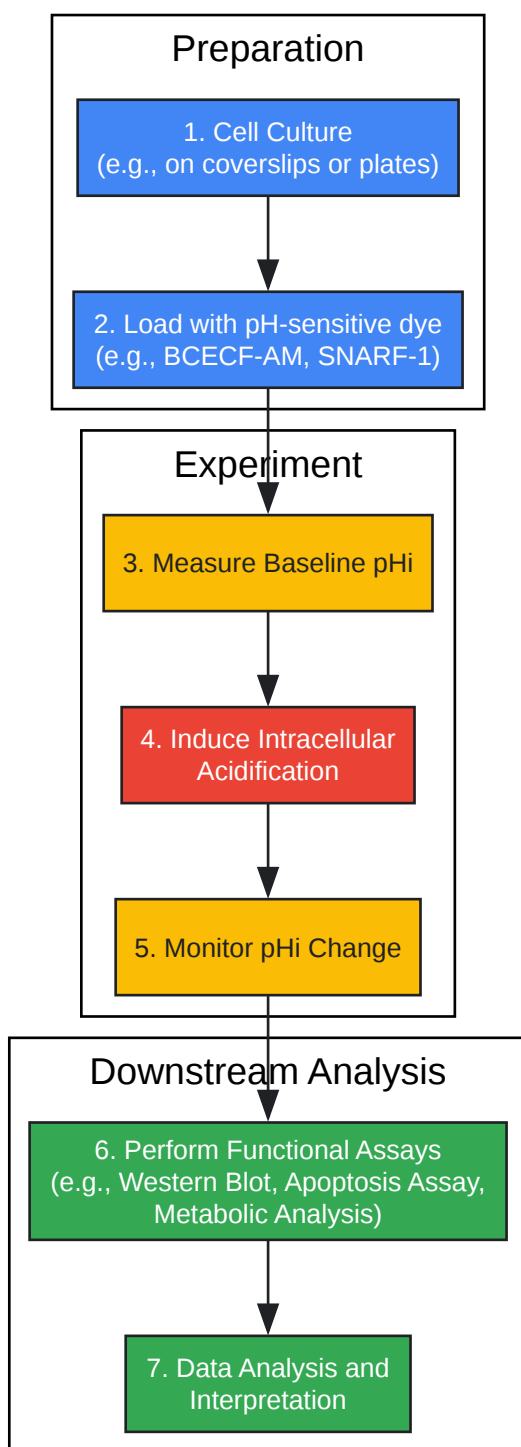 Preparation
1. Cell Culture
(e.g., on coverslips or plates)
2. Load with pH-sensitive dye
(e.g., BCECF-AM, SNARF-1)
Experiment
3. Measure Baseline pHi
4. Induce Intracellular
Acidification
5. Monitor pHi Change
Downstream Analysis
6. Perform Functional Assays
(e.g., Western Blot, Apoptosis Assay,
Metabolic Analysis)
7. Data Analysis and
Interpretation